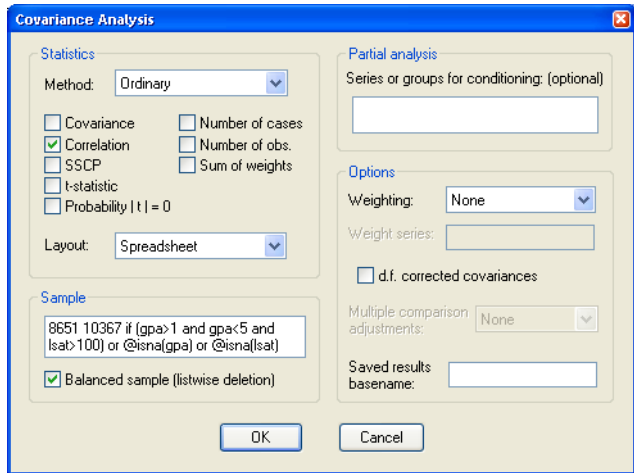 Covariance Analysis
Statistics
Method: Ordinary
Covariance
Number of cases
Correlation
Number of obs.
SSCP
Sum of weights
t-statistic
Probability | t | = 0
Layout: Spreadsheet
Sample
8651 10367 if (gpa>1 and gpa<5 and
lsat>100) or @isna(gpa) or @isna(lsat)
Balanced sample (listwise deletion)
Partial analysis
Series or groups for conditioning: (optional)
Options
Weighting: None
Weight series:
d.f. corrected covariances
Multiple comparison
adjustments: None
Saved results
basename:
OK
Cancel